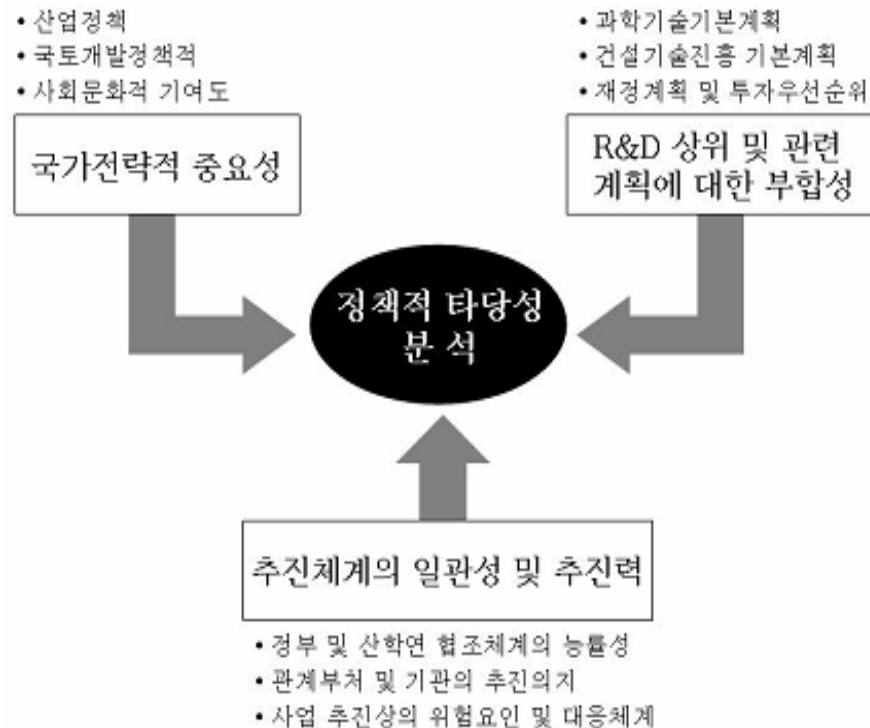 • 산업정책
• 국토개발정책적
• 사회문화적 기여도
국가전략적 중요성
• 과학기술기본계획
• 건설기술진흥 기본계획
• 재정계획 및 투자우선순위
R&D 상위 및 관련
계획에 대한 부합성
정책적 타당성
분 석
추진체계의 일관성 및 추진력
• 정부 및 산학연 협조체계의 능률성
• 관계부처 및 기관의 추진의지
• 사업 추진상의 위험요인 및 대응체계